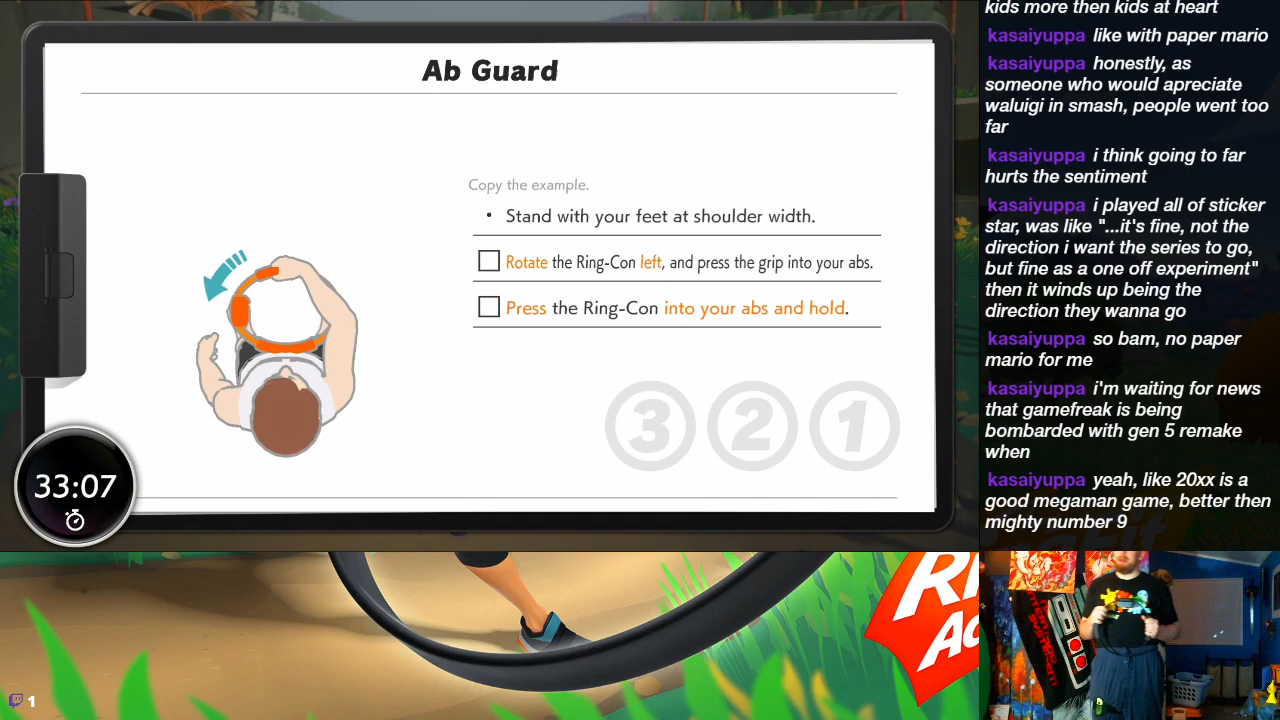 Ab Guard
Copy the example.
• Stand with your feet at shoulder width.
Rotate the Ring-Con left, and press the grip into your abs.
Press the Ring-Con into your abs and hold.
3 2 1
33:07
1
kids more then kids at heart
kasaiyuppa like with paper mario
kasaiyuppa honestly, as
someone who would apreciate
waluigi in smash, people went too
far
kasaiyuppa i think going to far
hurts the sentiment
kasaiyuppa i played all of sticker
star, was like "...it's fine, not the
direction i want the series to go,
but fine as a one off experiment"
then it winds up being the
direction they wanna go
kasaiyuppa so bam, no paper
mario for me
kasaiyuppa i'm waiting for news
that gamefreak is being
bombarded with gen 5 remake
when
kasaiyuppa yeah, like 20xx is a
good megaman game, better then
mighty number 9